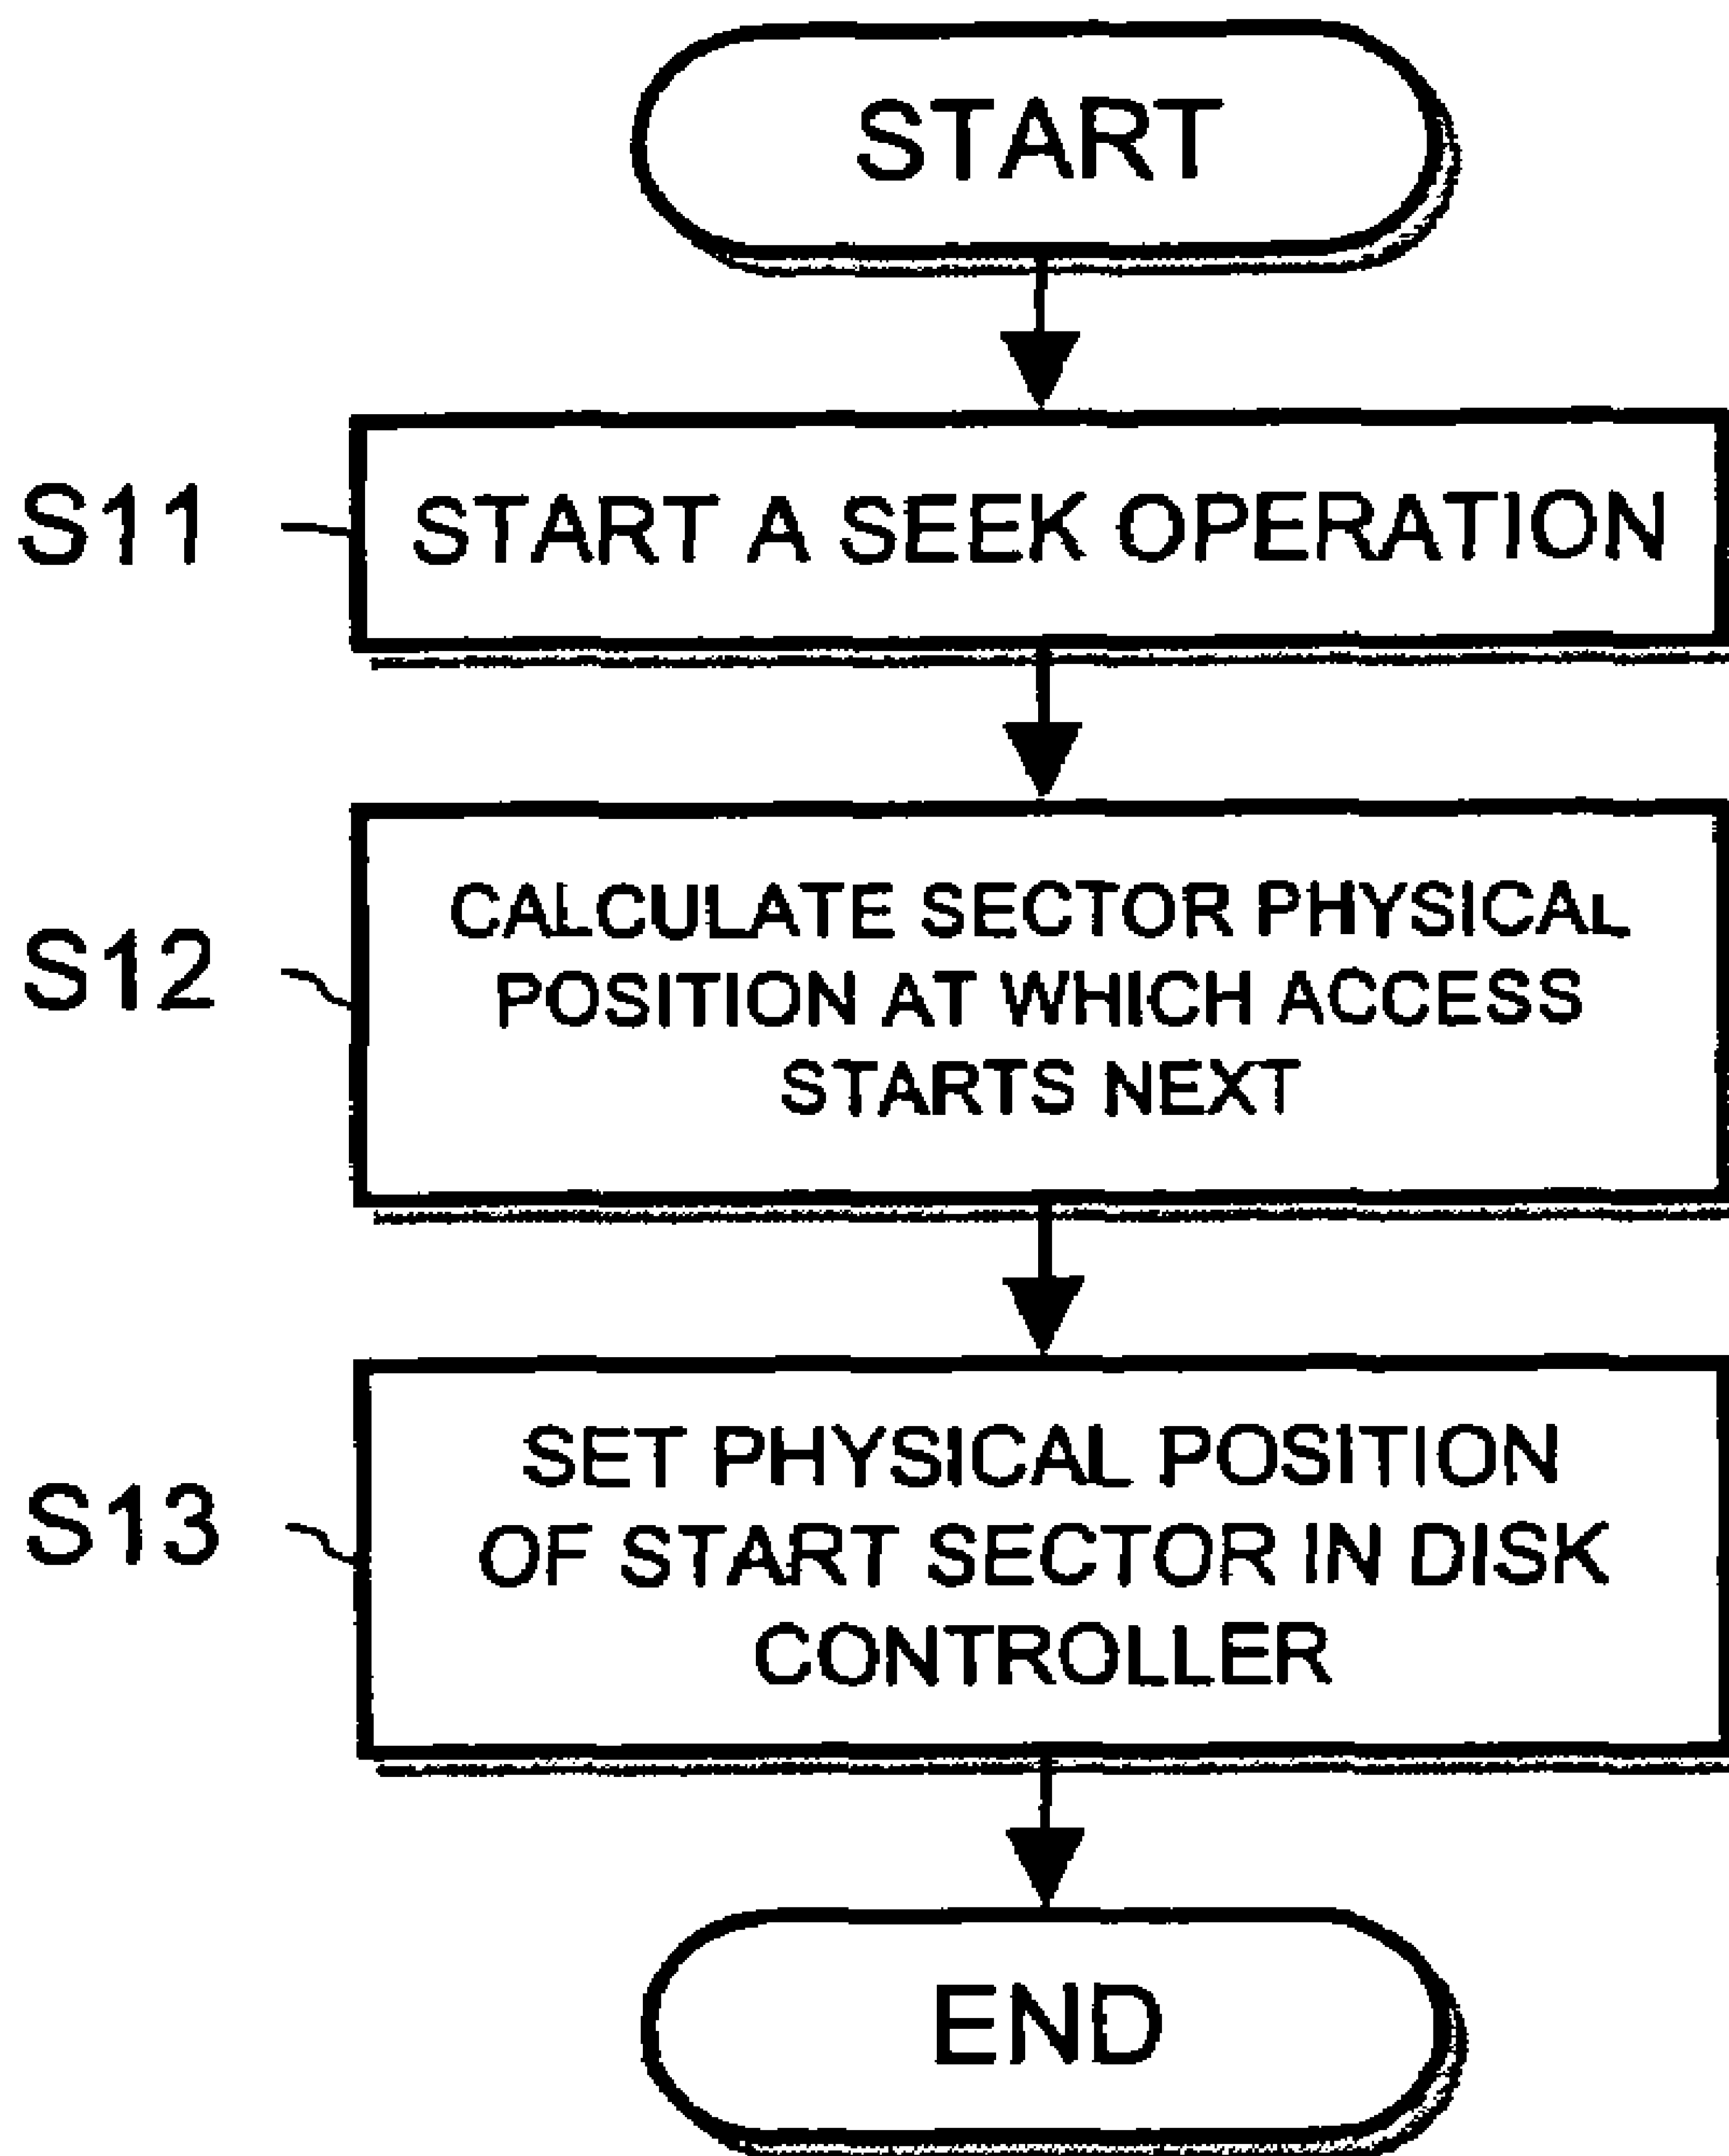 START
S11
START A SEEK OPERATION
S12
CALCULATE SECTOR PHYSICAL
POSITION AT WHICH ACCESS
STARTS NEXT
S13
SET PHYSICAL POSITION
OF START SECTOR IN DISK
CONTROLLER
END